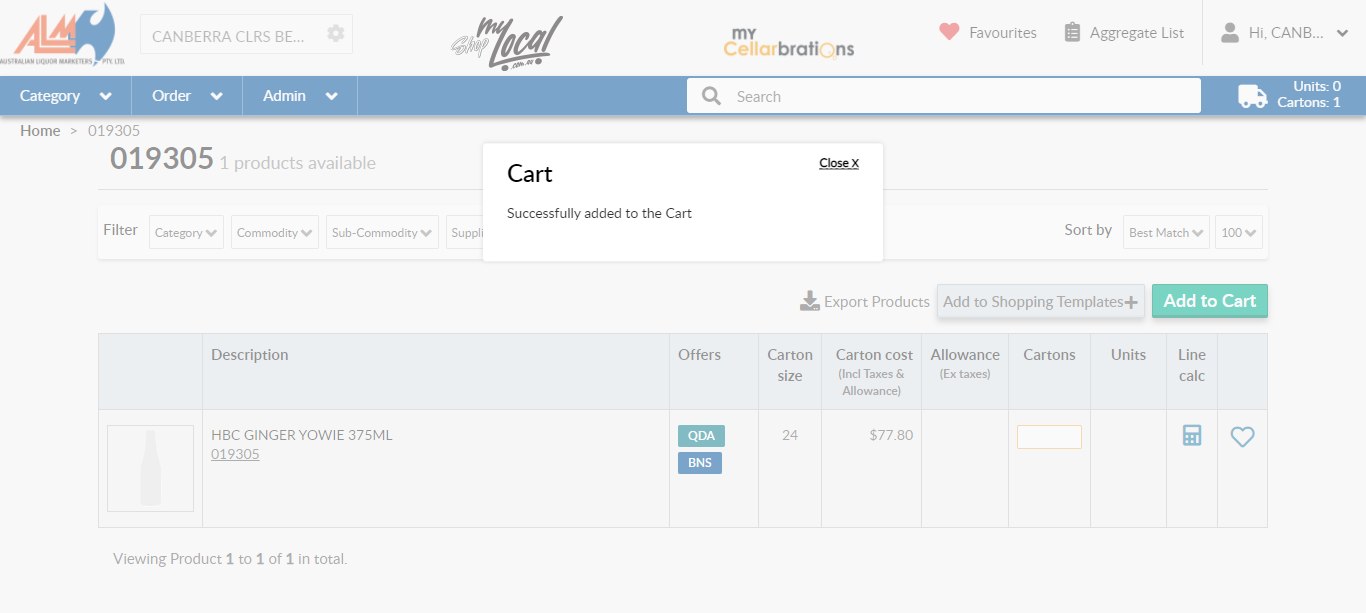 ALM
AUSTRALIAN LIQUOR MARKETERS PTY. LTD.
CANBERRA CLRS BE...
my
Shop Local
.com.au
my
Cellarbrations
Favourites
Aggregate List
Hi, CANB...
Category
Order
Admin
Search
Units: 0
Cartons: 1
Home > 019305
019305 1 products available
Cart
Close X
Successfully added to the Cart
Filter
Category
Commodity
Sub-Commodity
Suppli
Sort by
Best Match
100
Export Products
Add to Shopping Templates+
Add to Cart
Description
Offers
Carton size
Carton cost
(Incl Taxes & Allowance)
Allowance
(Ex taxes)
Cartons
Units
Line calc
HBC GINGER YOWIE 375ML
019305
QDA
BNS
24
$77.80
Viewing Product 1 to 1 of 1 in total.